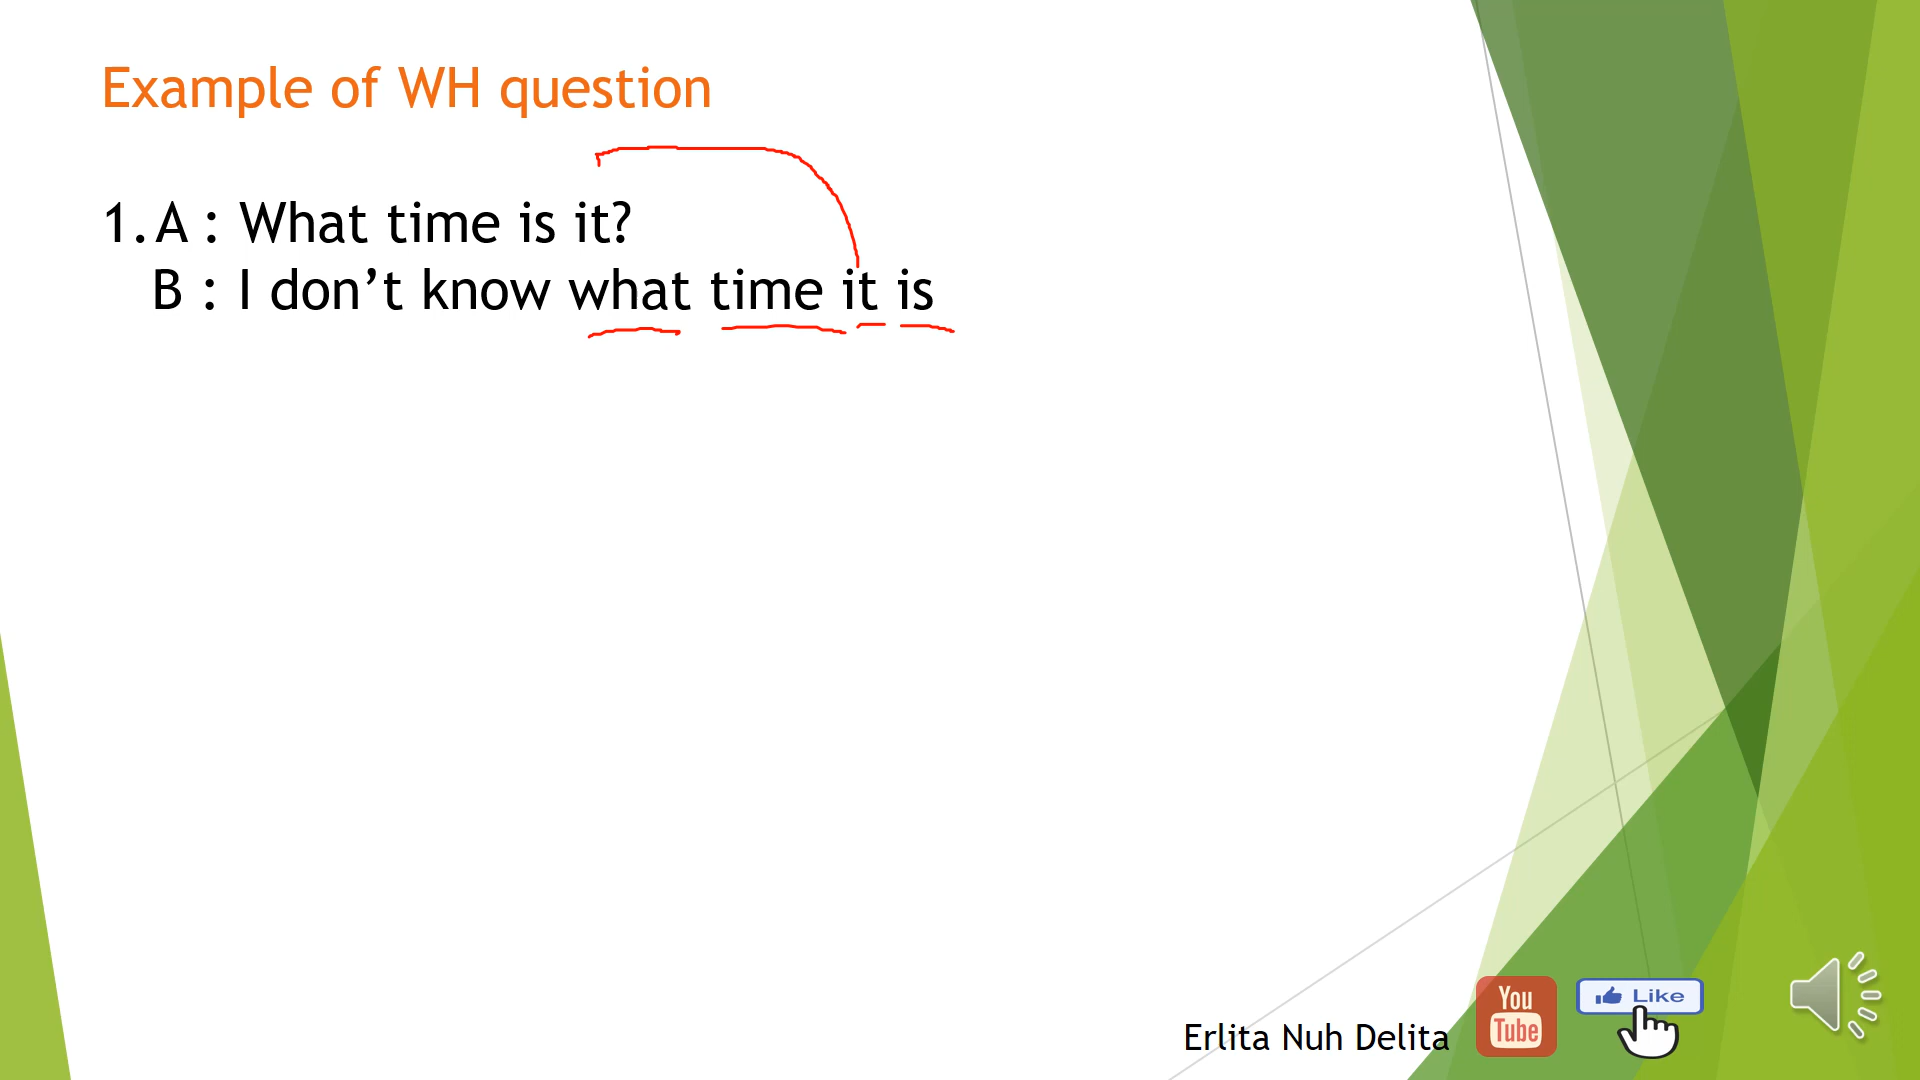 Example of WH question
1. A : What time is it?
B : I don’t know what time it is
Erlita Nuh Delita
You
Tube
Like